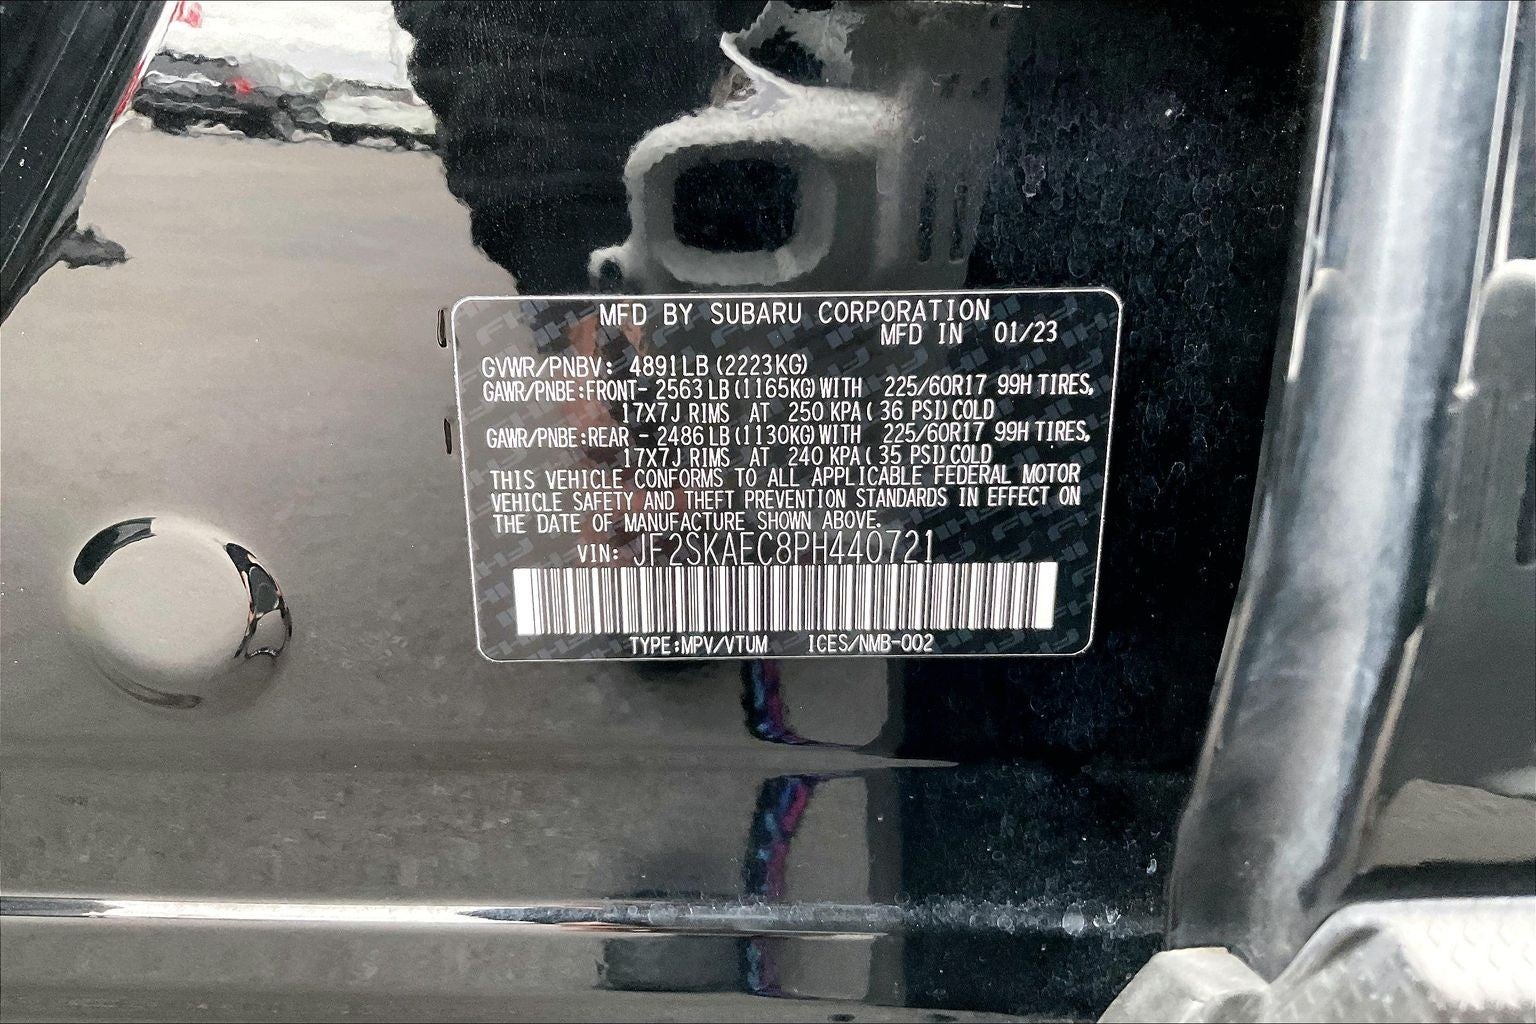 MFD BY SUBARU CORPORATION
MFD IN 01/23
GVWR/PNBV: 4891LB (2223KG)
GAWR/PNBE:FRONT- 2563 LB (1165KG) WITH 225/60R17 99H TIRES,
17X7J RIMS AT 250 KPA ( 36 PSI) COLD
GAWR/PNBE:REAR - 2486 LB (1130KG) WITH 225/60R17 99H TIRES,
17X7J RIMS AT 240 KPA ( 35 PSI) COLD
THIS VEHICLE CONFORMS TO ALL APPLICABLE FEDERAL MOTOR
VEHICLE SAFETY AND THEFT PREVENTION STANDARDS IN EFFECT ON
THE DATE OF MANUFACTURE SHOWN ABOVE.
VIN: JF2SKAEC8PH440721
TYPE:MPV/VTUM ICES/NMB-002